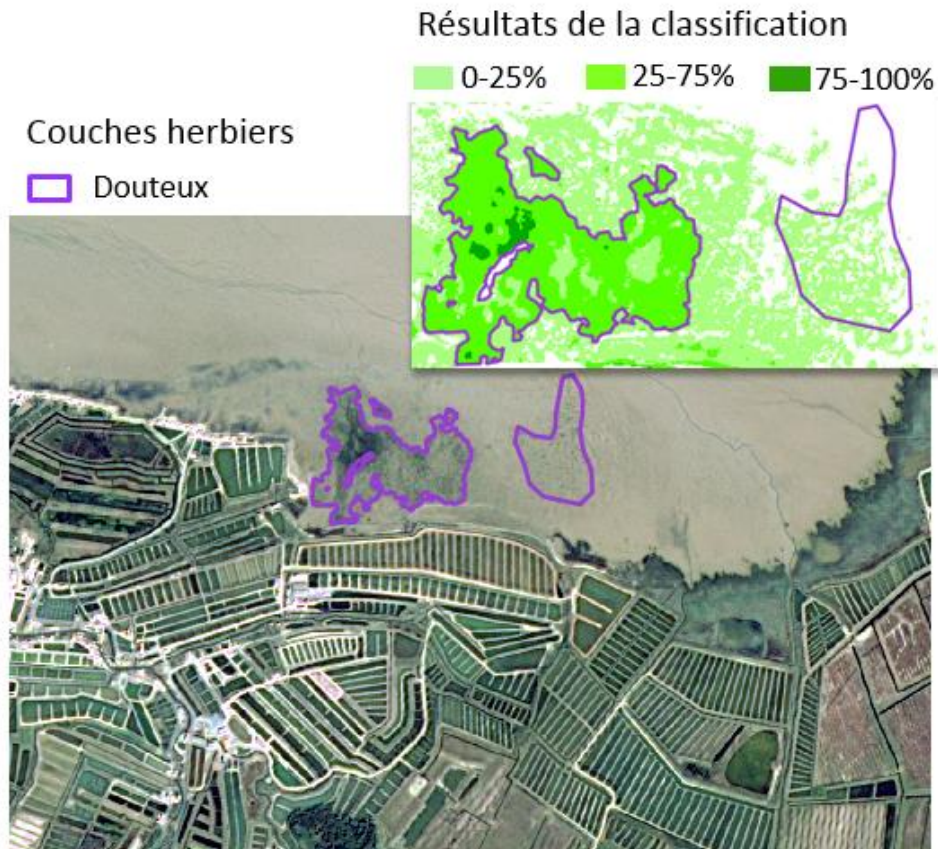 Résultats de la classification
0-25% 25-75% 75-100%
Couches herbiers
Douteux